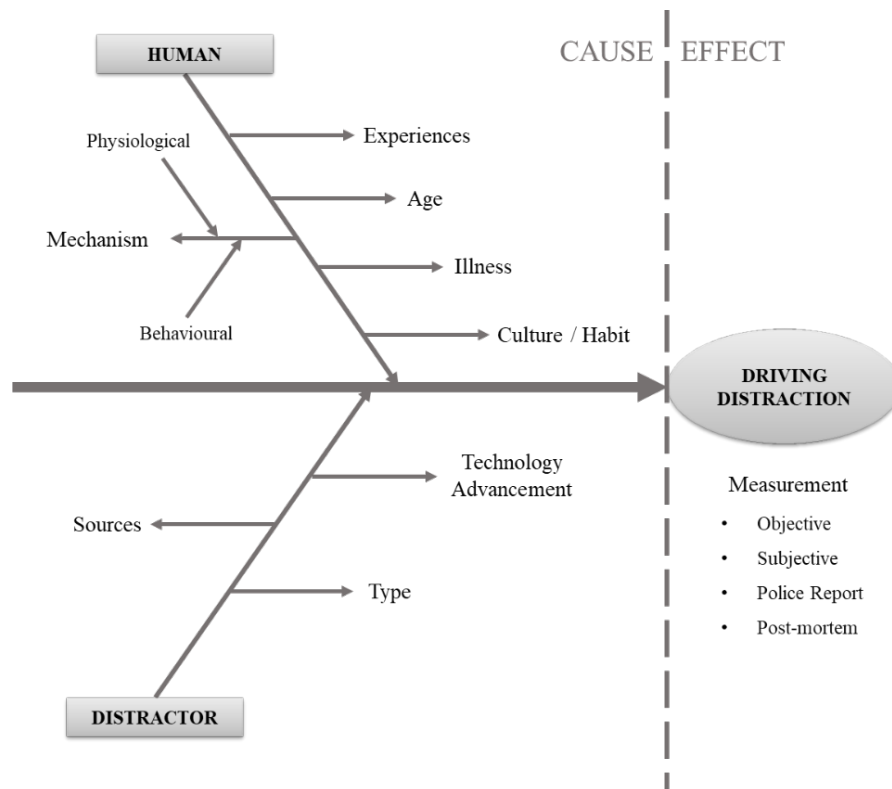 HUMAN
CAUSE
EFFECT
Experiences
Physiological
Age
Mechanism
Illness
Behavioural
Culture / Habit
DRIVING
DISTRACTION
Technology
Advancement
Measurement
Sources
• Objective
• Subjective
Type
• Police Report
• Post-mortem
DISTRACTOR